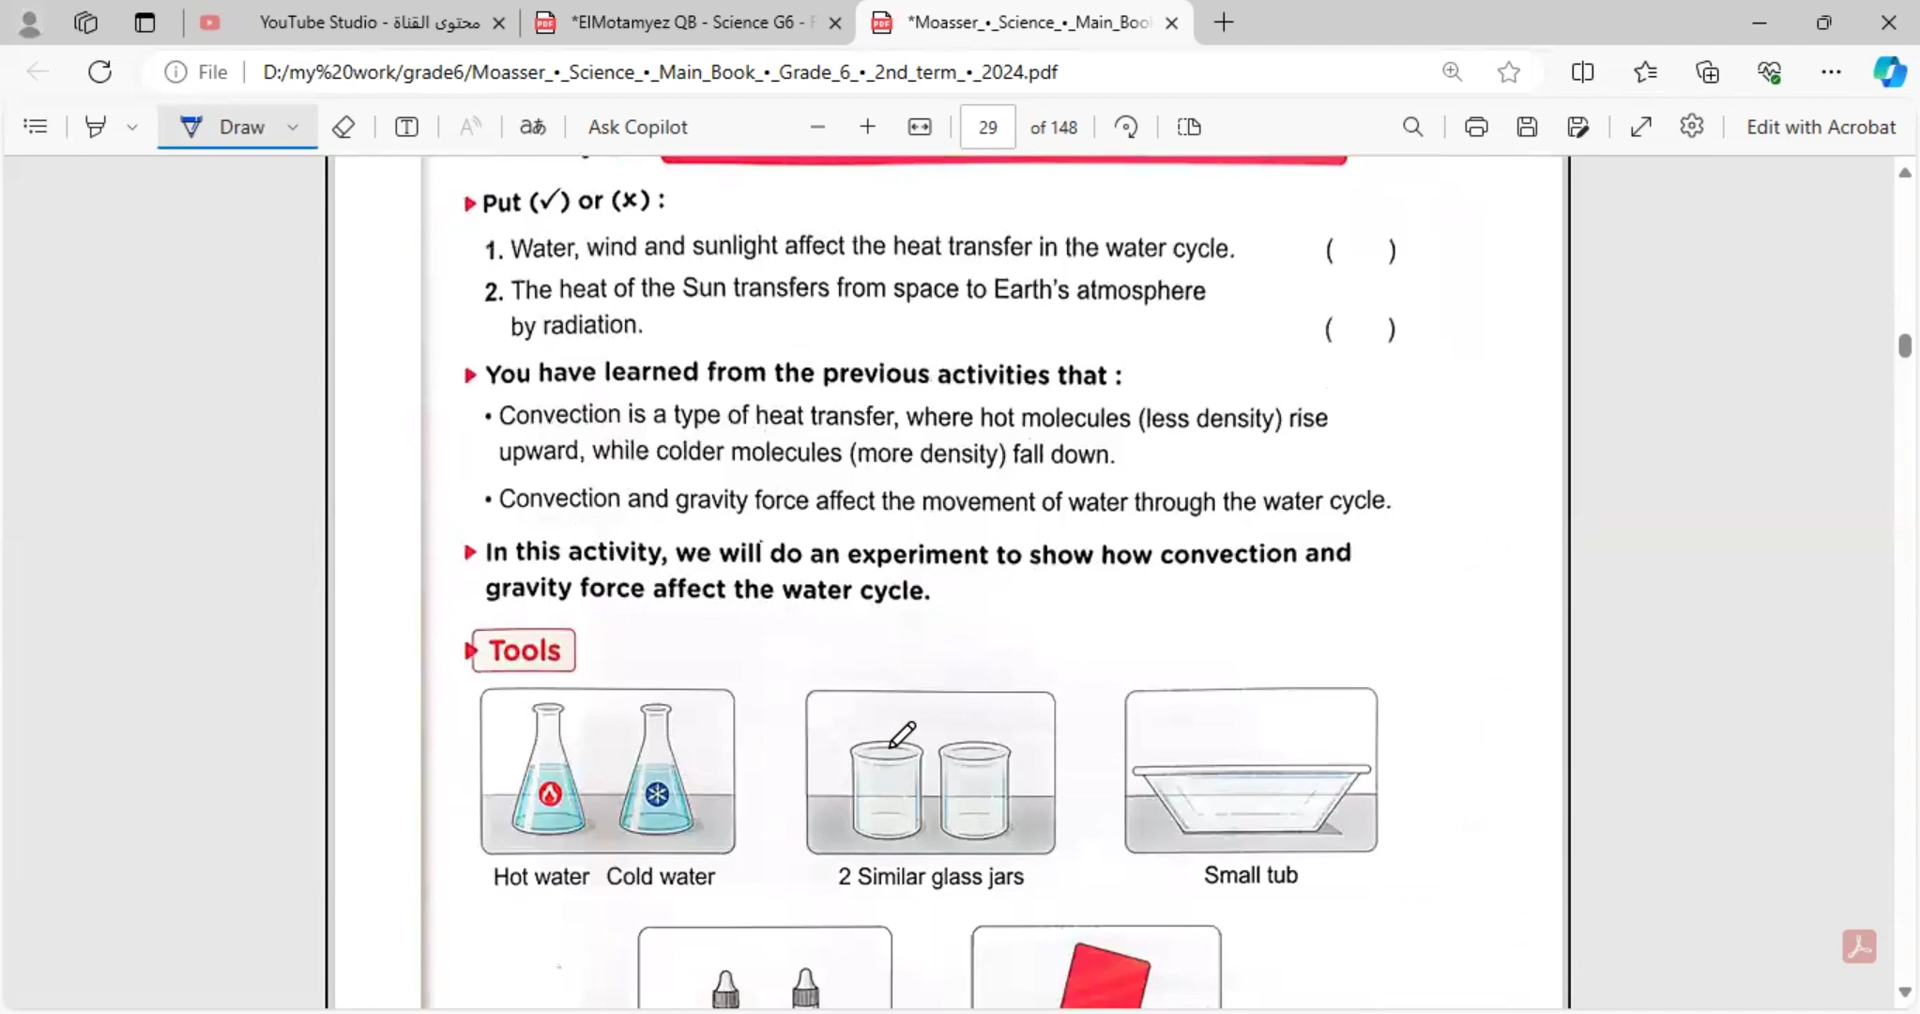 YouTube Studio - محتوى القناة
*ElMotamyez QB - Science G6 -
*Moasser_•_Science_•_Main_Boo
File
D:/my%20work/grade6/Moasser_•_Science_•_Main_Book_•_Grade_6_•_2nd_term_•_2024.pdf
Draw
Ask Copilot
29
of 148
Edit with Acrobat
Put (✓) or (x) :
1. Water, wind and sunlight affect the heat transfer in the water cycle. ( )
2. The heat of the Sun transfers from space to Earth's atmosphere
by radiation. ( )
You have learned from the previous activities that :
• Convection is a type of heat transfer, where hot molecules (less density) rise
upward, while colder molecules (more density) fall down.
• Convection and gravity force affect the movement of water through the water cycle.
In this activity, we will do an experiment to show how convection and
gravity force affect the water cycle.
Tools
Hot water Cold water
2 Similar glass jars
Small tub